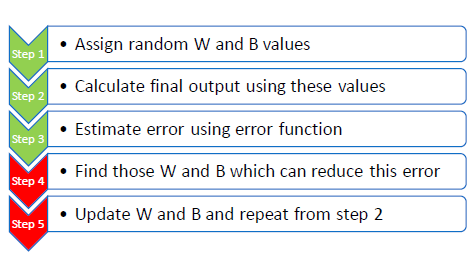 Step 1 • Assign random W and B values
Step 2 • Calculate final output using these values
Step 3 • Estimate error using error function
Step 4 • Find those W and B which can reduce this error
Step 5 • Update W and B and repeat from step 2